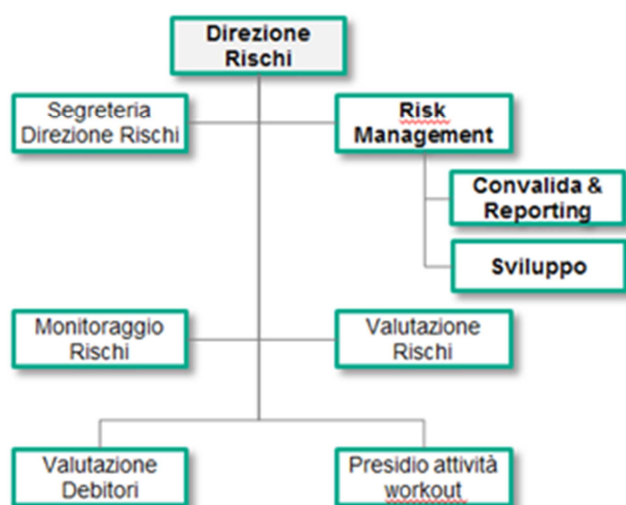 Direzione
Rischi
Segreteria
Direzione Rischi
Risk
Management
Convalida &
Reporting
Sviluppo
Monitoraggio
Rischi
Valutazione
Rischi
Valutazione
Debitori
Presidio attività
workout